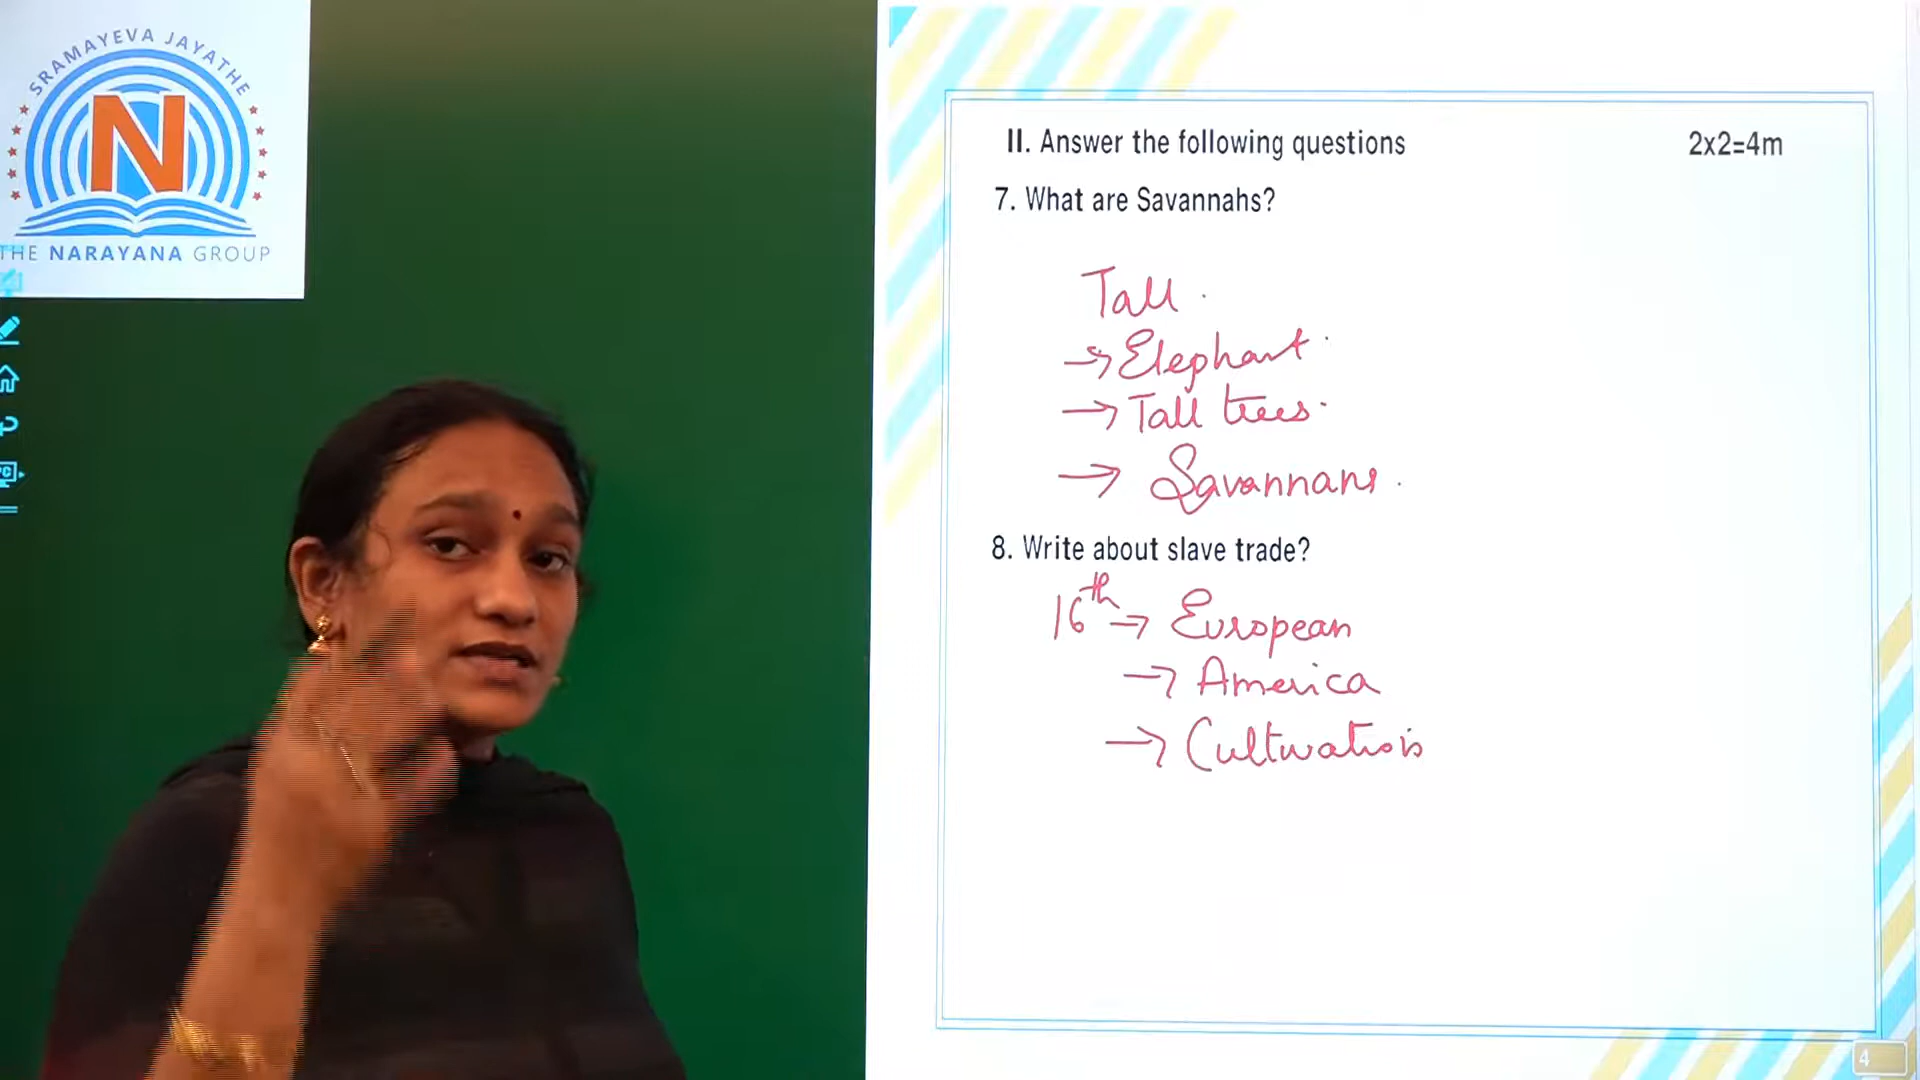 SRAMAYEVA JAYATHE
N
THE NARAYANA GROUP
II. Answer the following questions 2x2=4m
7. What are Savannahs?
Tall
→ Elephant
→ Tall trees
→ Savannans
8. Write about slave trade?
16th → European
→ America
→ Cultivation
4